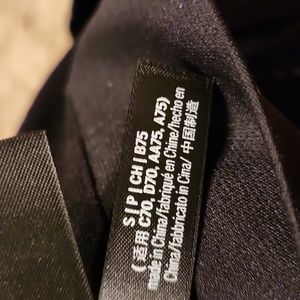 S | P | CH | B75
( 适用 C70, D70, AA75, A75)
made in China/fabriqué en Chine/hecho en
China/fabbricato in Cina/ 中国制造